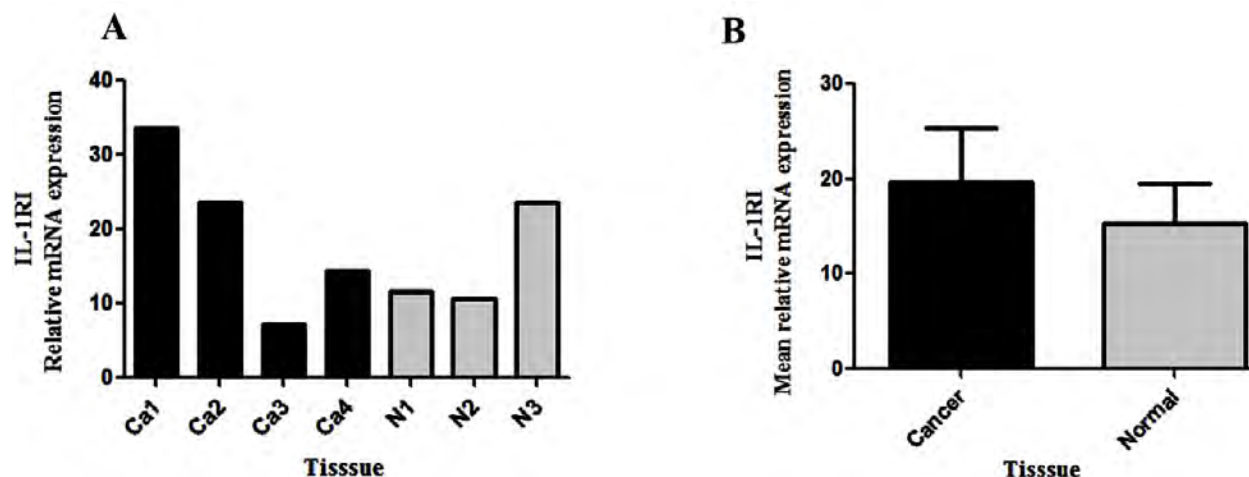 A
IL-1RI
Relative mRNA expression
40
30
20
10
0
Ca1
Ca2
Ca3
Ca4
N1
N2
N3
Tisssue
B
IL-1RI
Mean relative mRNA expression
30
20
10
0
Cancer
Normal
Tisssue